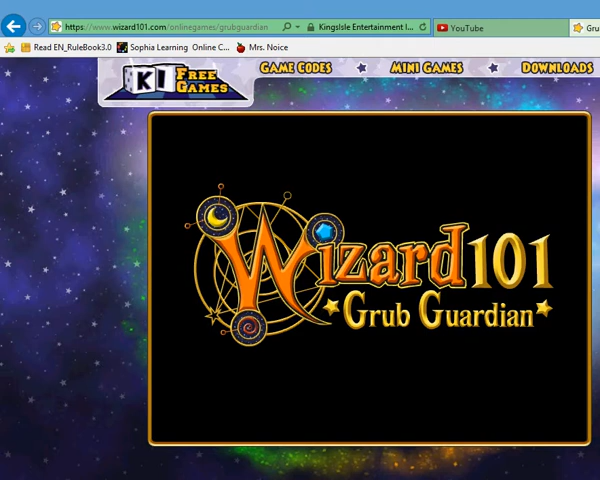 https://www.wizard101.com/onlinegames/grubguardian
KingsIsle Entertainment I...
YouTube
Gru
Read EN_RuleBook3.0
Sophia Learning Online C...
Mrs. Noice
KI FREE GAMES
GAME CODES
MINI GAMES
DOWNLOADS
Wizard101
Grub Guardian